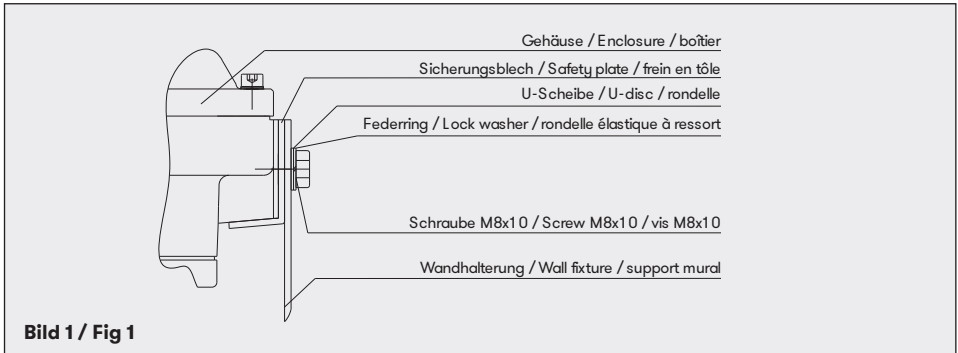 Gehäuse / Enclosure / boîtier
Sicherungsblech / Safety plate / frein en tôle
U-Scheibe / U-disc / rondelle
Federring / Lock washer / rondelle élastique à ressort
Schraube M8x10 / Screw M8x10 / vis M8x10
Wandhalterung / Wall fixture / support mural
Bild 1 / Fig 1